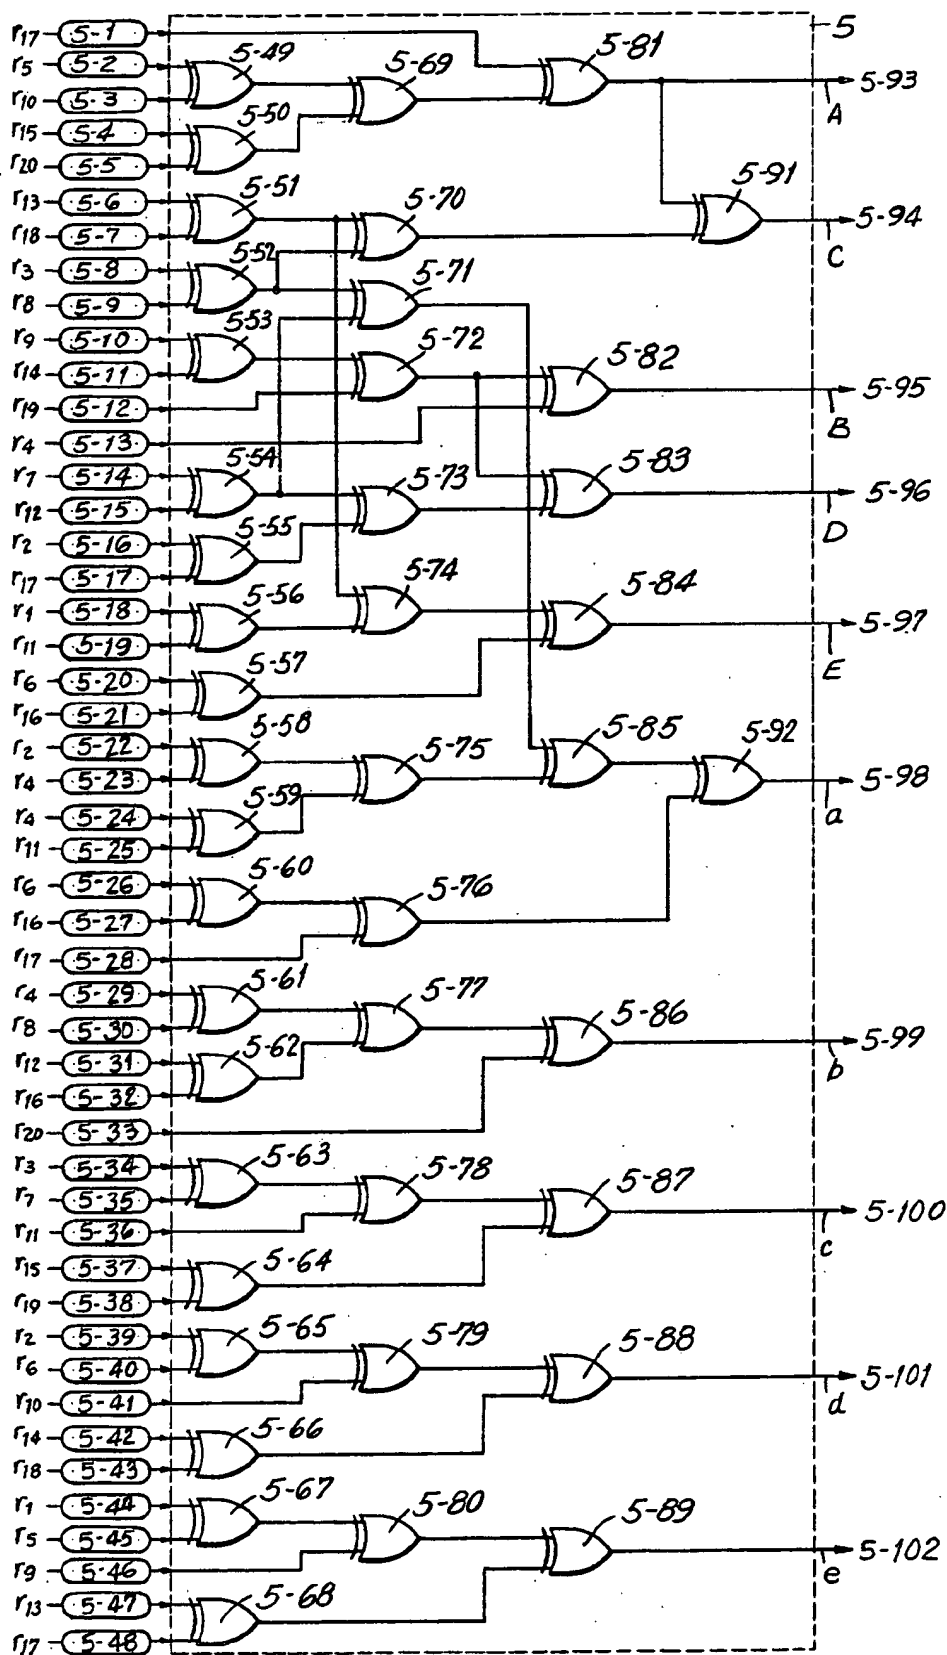 5
r17 5-1
r5 5-2
r10 5-3
r15 5-4
r20 5-5
r13 5-6
r18 5-7
r3 5-8
r8 5-9
r9 5-10
r14 5-11
r19 5-12
r4 5-13
r7 5-14
r12 5-15
r2 5-16
r17 5-17
r1 5-18
r11 5-19
r6 5-20
r16 5-21
r2 5-22
r4 5-23
r4 5-24
r11 5-25
r6 5-26
r16 5-27
r17 5-28
r4 5-29
r8 5-30
r12 5-31
r16 5-32
r20 5-33
r3 5-34
r7 5-35
r11 5-36
r15 5-37
r19 5-38
r2 5-39
r6 5-40
r10 5-41
r14 5-42
r18 5-43
r1 5-44
r5 5-45
r9 5-46
r13 5-47
r17 5-48
5-49
5-50
5-51
5-52
5-53
5-54
5-55
5-56
5-57
5-58
5-59
5-60
5-61
5-62
5-63
5-64
5-65
5-66
5-67
5-68
5-69
5-70
5-71
5-72
5-73
5-74
5-75
5-76
5-77
5-78
5-79
5-80
5-81
5-82
5-83
5-84
5-85
5-86
5-87
5-88
5-89
5-91
5-92
5-93
A
5-94
C
5-95
B
5-96
D
5-97
E
5-98
a
5-99
b
5-100
c
5-101
d
5-102
e